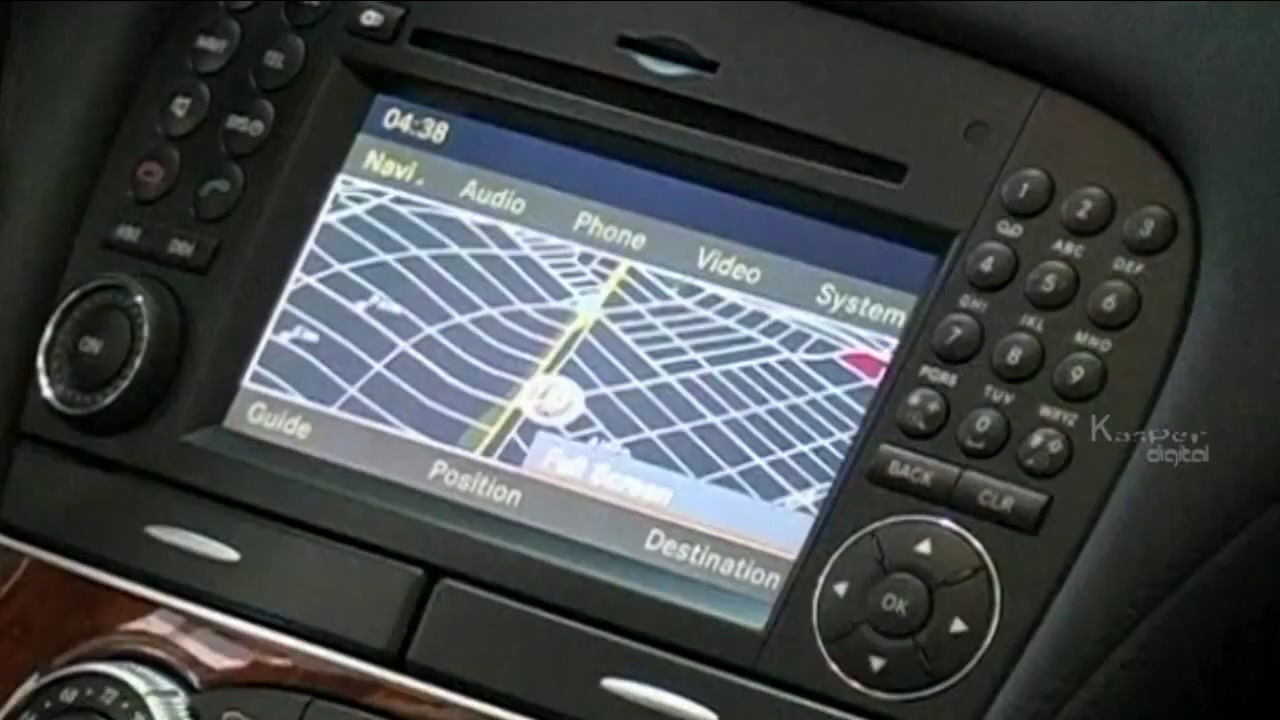 04:38
Navi. Audio Phone Video System
Full Screen
Guide Position Destination
ON
1 2 3
ABC DEF
4 5 6
GHI JKL MNO
7 8 9
PQRS TUV WXYZ
0
BACK CLR
OK
Kasper
digital